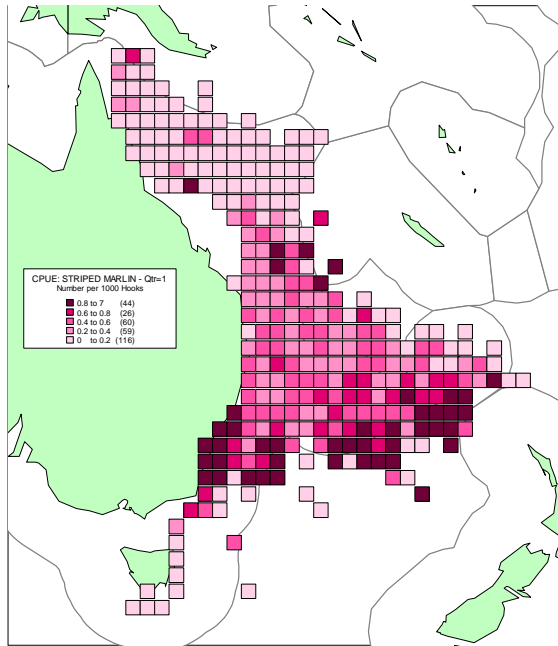 CPUE: STRIPED MARLIN - Qtr=1
Number per 1000 Hooks
0.8 to 7 (44)
0.6 to 0.8 (26)
0.4 to 0.6 (60)
0.2 to 0.4 (59)
0 to 0.2 (116)